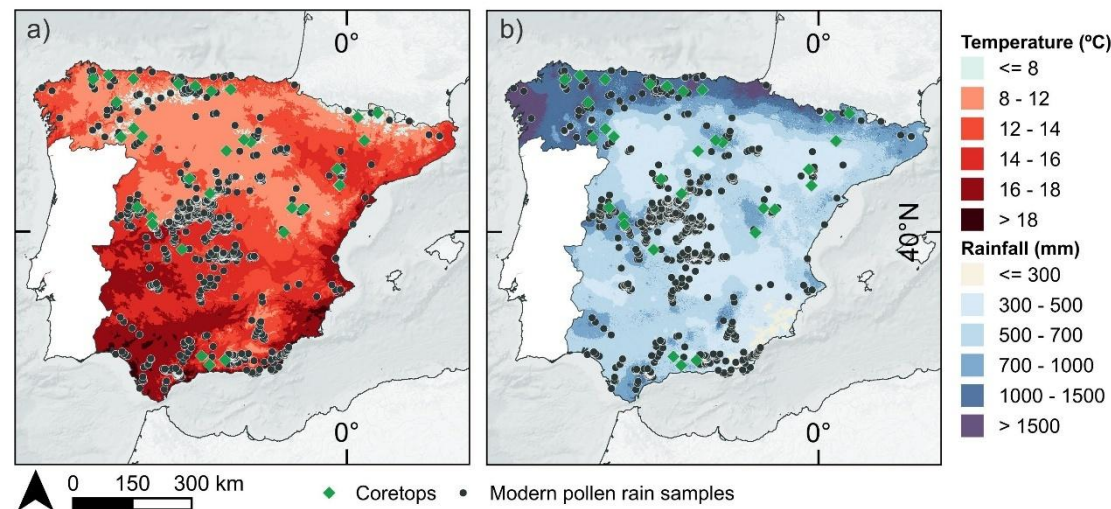 a)
0°
0°
b)
0°
40°N
0°
Temperature (ºC)
<= 8
8 - 12
12 - 14
14 - 16
16 - 18
> 18
Rainfall (mm)
<= 300
300 - 500
500 - 700
700 - 1000
1000 - 1500
> 1500
0 150 300 km
Coretops
Modern pollen rain samples